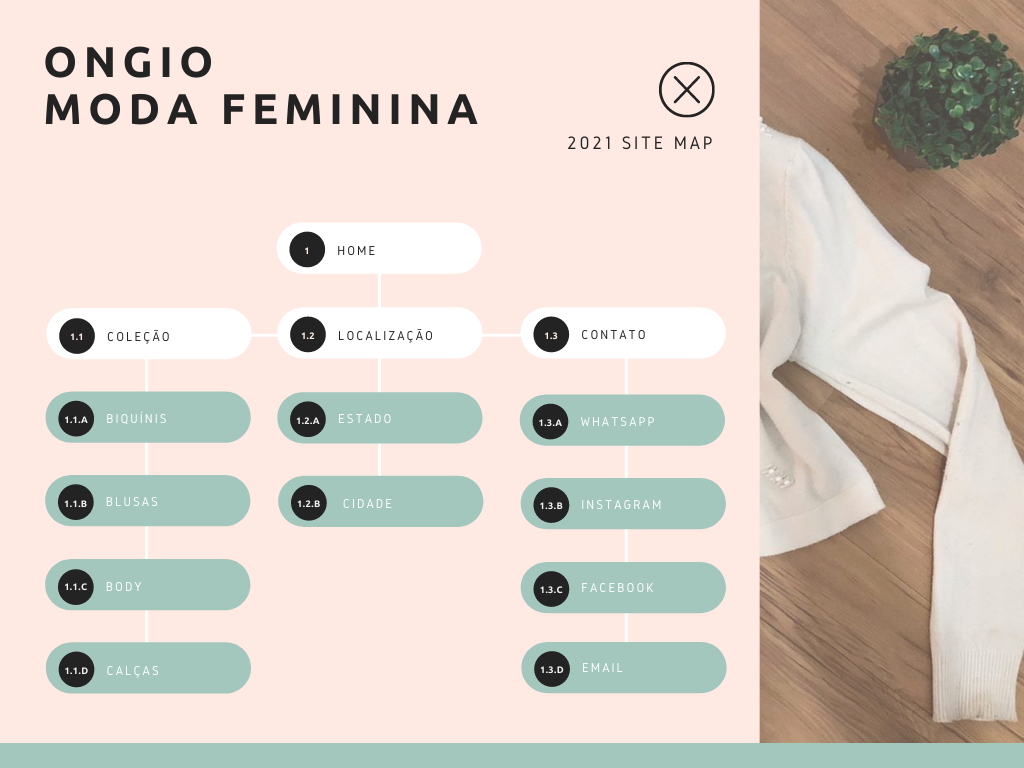 ONGIO
MODA FEMININA
2021 SITE MAP
1 HOME
1.1 COLEÇÃO
1.2 LOCALIZAÇÃO
1.3 CONTATO
1.1.A BIQUÍNIS
1.2.A ESTADO
1.3.A WHATSAPP
1.1.B BLUSAS
1.2.B CIDADE
1.3.B INSTAGRAM
1.1.C BODY
1.3.C FACEBOOK
1.1.D CALÇAS
1.3.D EMAIL